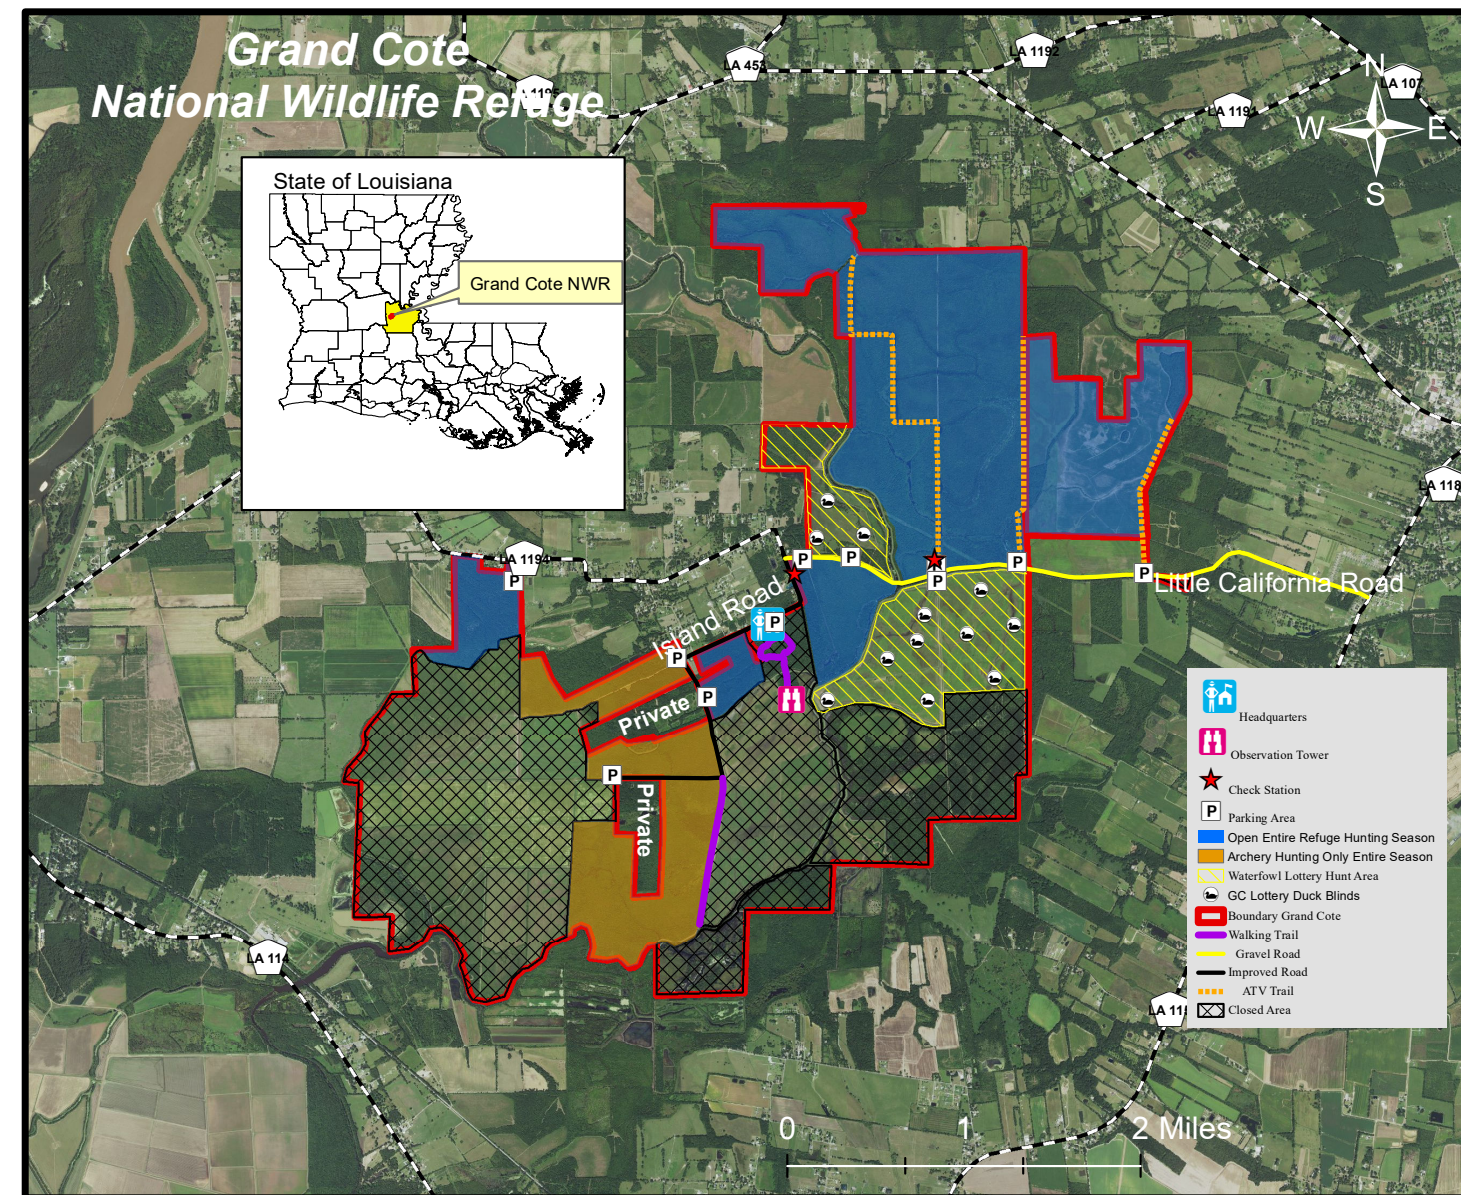 Grand Cote
National Wildlife Refuge
LA 453
LA 1192
LA 107
LA 1191
N
W
E
S
State of Louisiana
Grand Cote NWR
LA 118
LA 1194
P
P
P
P
P
P
Little California Road
Island Road
P
P
P
Private
P
Private
LA 114
Headquarters
Observation Tower
Check Station
P
Parking Area
Open Entire Refuge Hunting Season
Archery Hunting Only Entire Season
Waterfowl Lottery Hunt Area
GC Lottery Duck Blinds
Boundary Grand Cote
Walking Trail
Gravel Road
Improved Road
ATV Trail
Closed Area
0
1
2 Miles